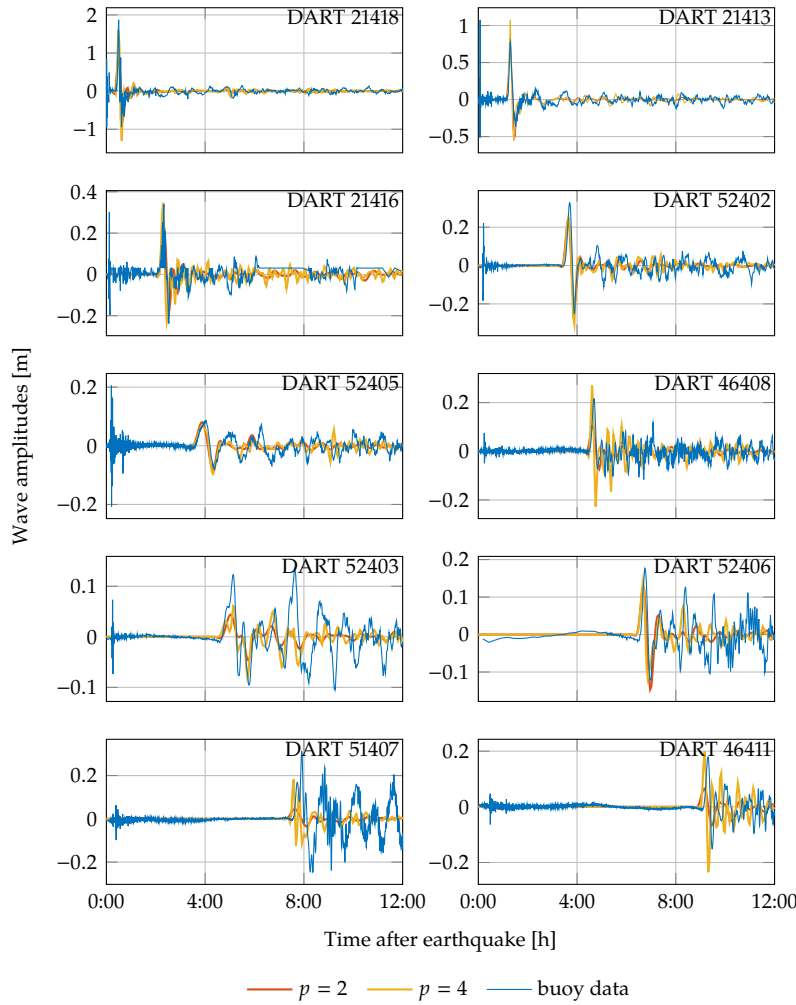 DART 21418
2
1
0
−1
DART 21413
1
0.5
0
−0.5
DART 21416
0.4
0.2
0
−0.2
DART 52402
0.2
0
−0.2
DART 52405
0.2
0
−0.2
DART 46408
0.2
0
−0.2
DART 52403
0.1
0
−0.1
DART 52406
0.2
0.1
0
−0.1
DART 51407
0.2
0
−0.2
0:00 4:00 8:00 12:00
DART 46411
0.2
0
−0.2
0:00 4:00 8:00 12:00
Wave amplitudes [m]
Time after earthquake [h]
p = 2 p = 4 buoy data